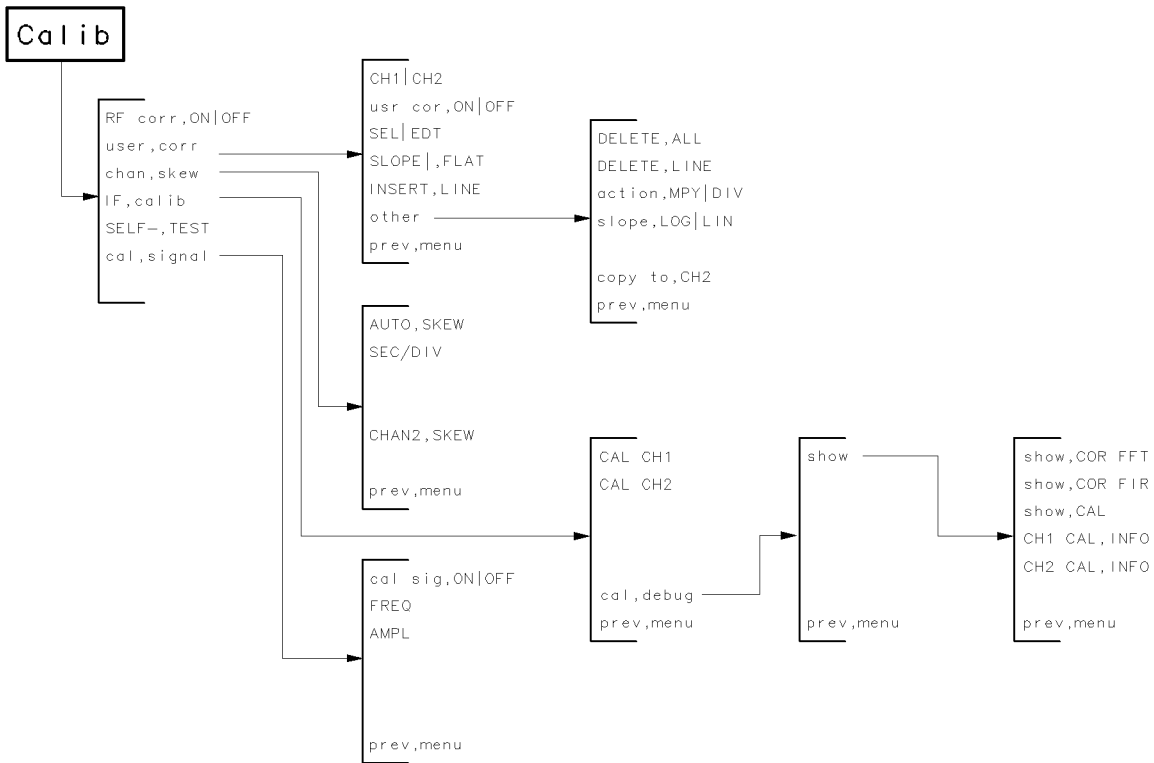 Calib
RF corr,ON|OFF
user,corr
chan,skew
IF,calib
SELF-,TEST
cal,signal
CH1|CH2
usr cor,ON|OFF
SEL|EDT
SLOPE|,FLAT
INSERT,LINE
other
prev,menu
DELETE,ALL
DELETE,LINE
action,MPY|DIV
slope,LOG|LIN
copy to,CH2
prev,menu
AUTO,SKEW
SEC/DIV
CHAN2,SKEW
prev,menu
CAL CH1
CAL CH2
cal,debug
prev,menu
show
prev,menu
show,COR FFT
show,COR FIR
show,CAL
CH1 CAL,INFO
CH2 CAL,INFO
prev,menu
cal sig,ON|OFF
FREQ
AMPL
prev,menu